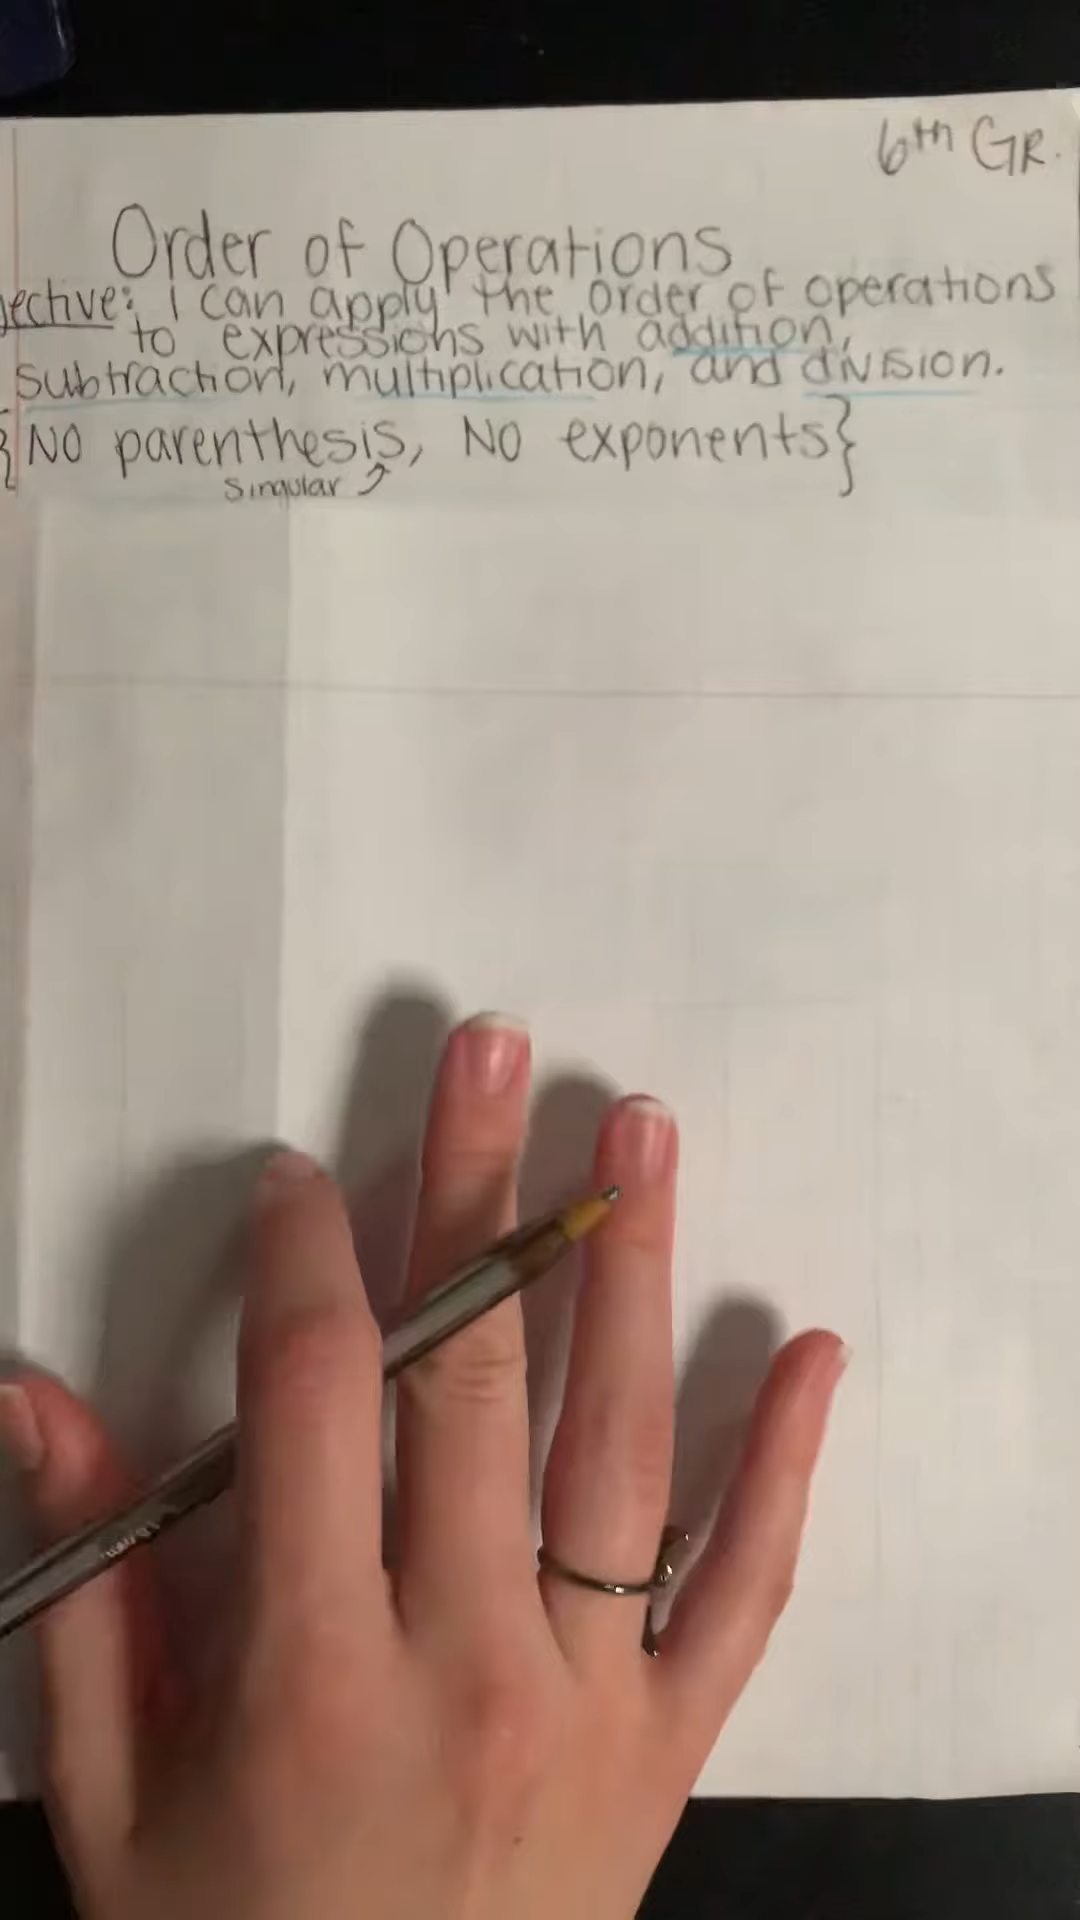 6th GR.
Order of Operations
jective: I can apply the order of operations
to expressions with addition,
subtraction, multiplication, and division.
{NO parenthesis, NO exponents}
singular